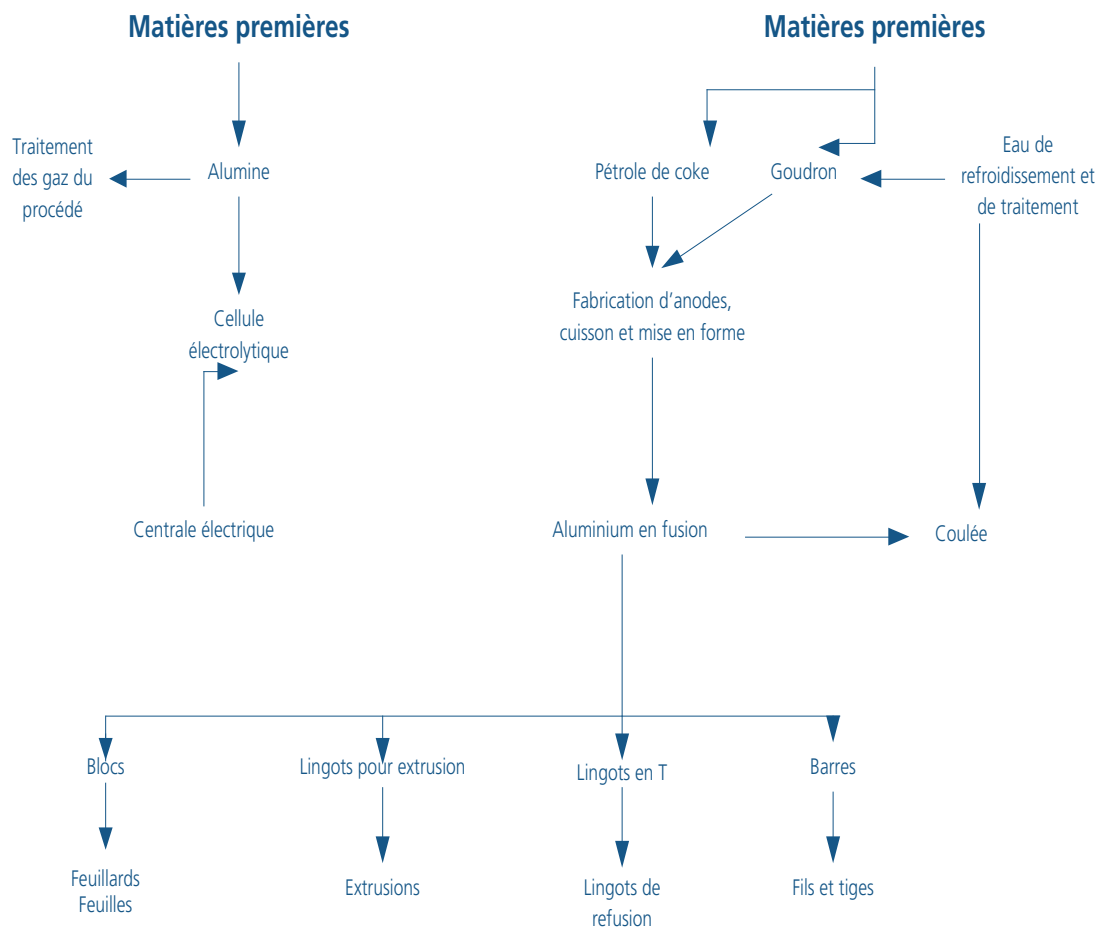 Matières premières
Matières premières
Traitement
des gaz du
procédé
Alumine
Pétrole de coke
Goudron
Eau de
refroidissement et
de traitement
Cellule
électrolytique
Fabrication d’anodes,
cuisson et mise en forme
Centrale électrique
Aluminium en fusion
Coulée
Blocs
Lingots pour extrusion
Lingots en T
Barres
Feuillards
Feuilles
Extrusions
Lingots de
refusion
Fils et tiges